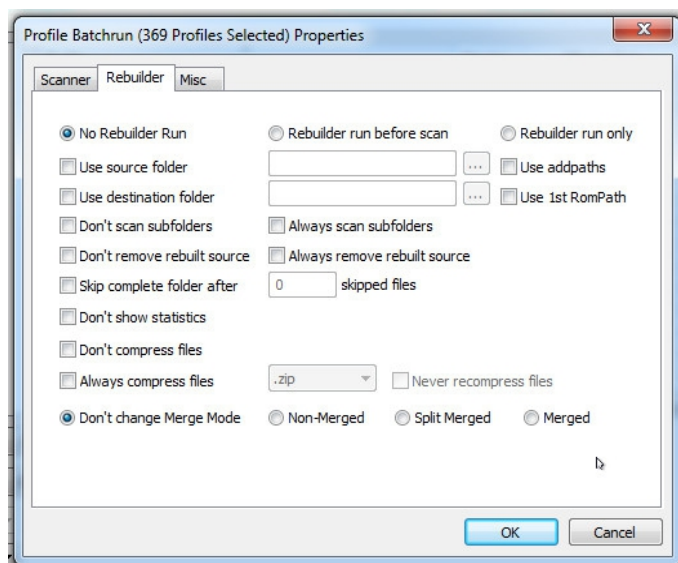 Profile Batchrun (369 Profiles Selected) Properties
Scanner Rebuilder Misc
No Rebuilder Run Rebuilder run before scan Rebuilder run only
Use source folder ... Use addpaths
Use destination folder ... Use 1st RomPath
Don't scan subfolders Always scan subfolders
Don't remove rebuilt source Always remove rebuilt source
Skip complete folder after 0 skipped files
Don't show statistics
Don't compress files
Always compress files .zip Never recompress files
Don't change Merge Mode Non-Merged Split Merged Merged
OK Cancel